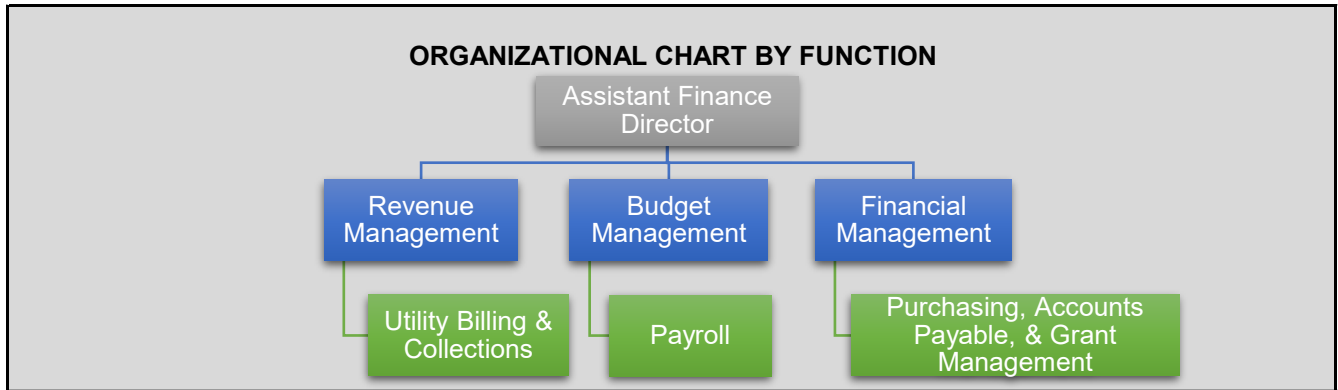 ORGANIZATIONAL CHART BY FUNCTION
Assistant Finance
Director
Revenue
Management
Budget
Management
Financial
Management
Utility Billing &
Collections
Payroll
Purchasing, Accounts
Payable, & Grant
Management